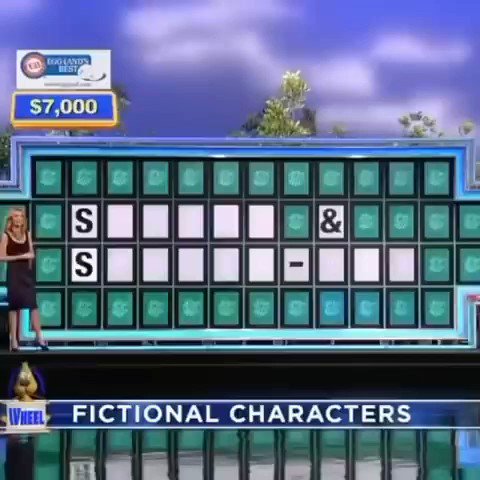 EGGLAND'S
BEST
$7,000
S &
S -
WHEEL
FICTIONAL CHARACTERS